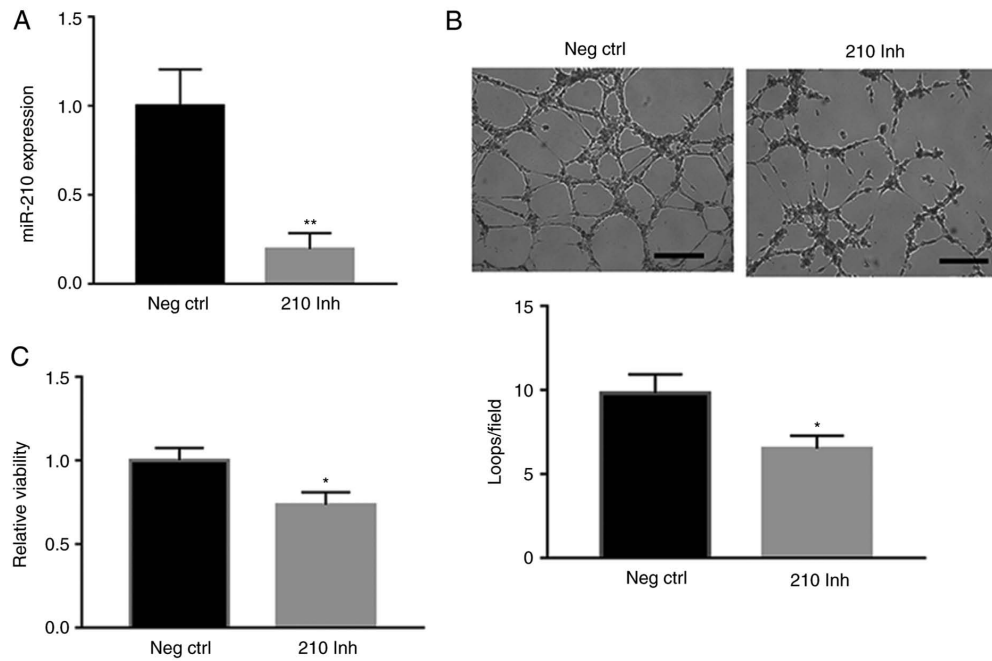 A
1.5
1.0
0.5
0.0
miR-210 expression
**
Neg ctrl
210 Inh
B
Neg ctrl
210 Inh
15
10
5
0
Loops/field
*
Neg ctrl
210 Inh
C
1.5
1.0
0.5
0.0
Relative viability
*
Neg ctrl
210 Inh